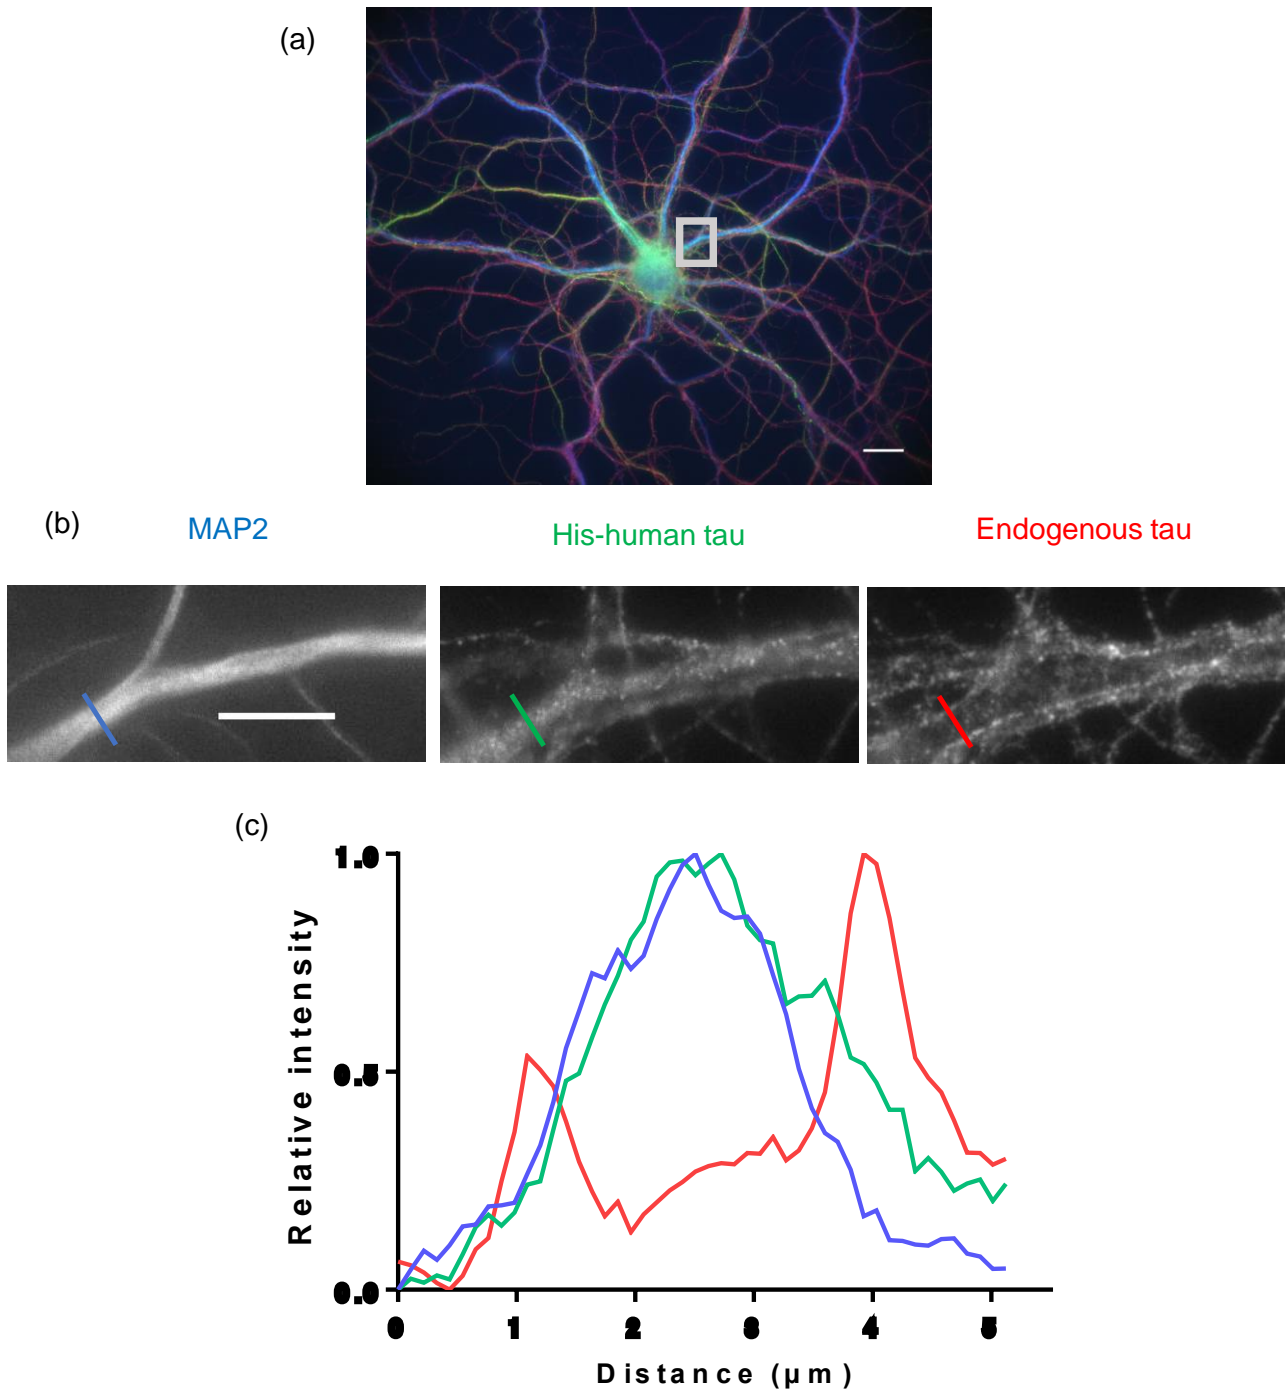 (a)
(b)
MAP2
His-human tau
Endogenous tau
(c)
1.0
0.5
0.0
Relative intensity
0 1 2 3 4 5
Distance (μm)